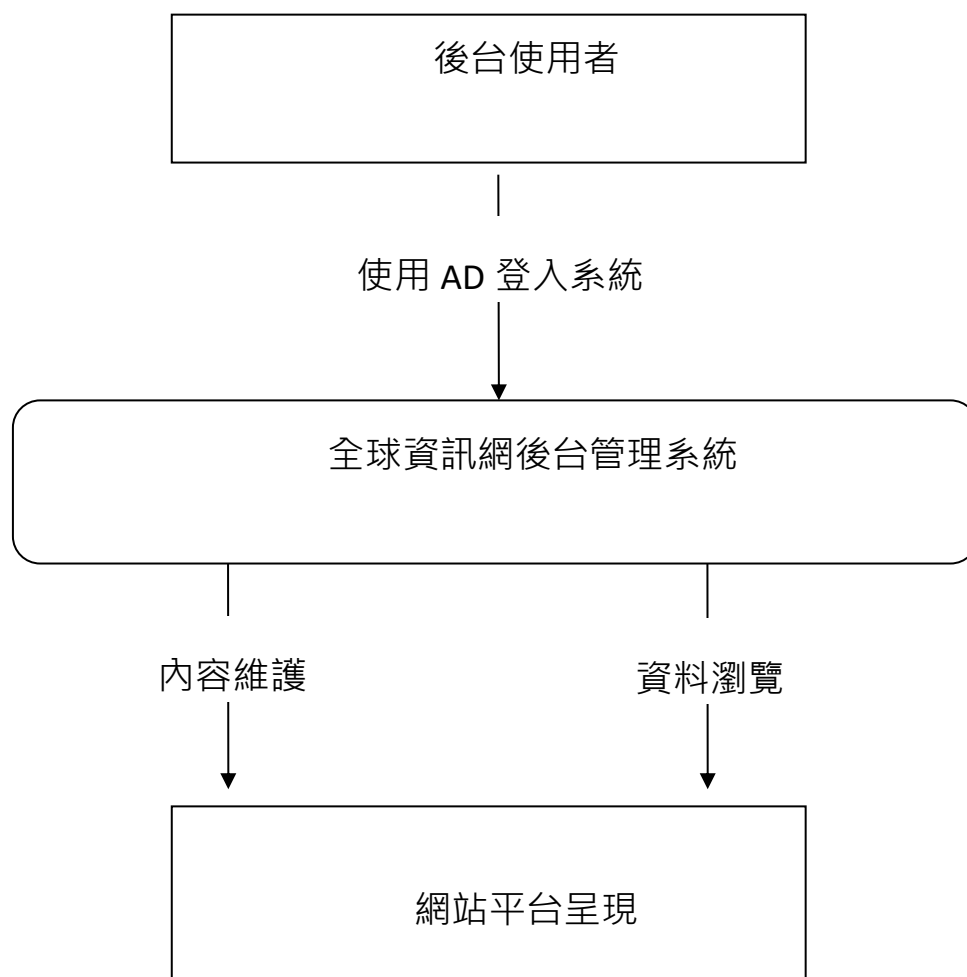 後台使用者
使用 AD 登入系統
全球資訊網後台管理系統
內容維護
資料瀏覽
網站平台呈現